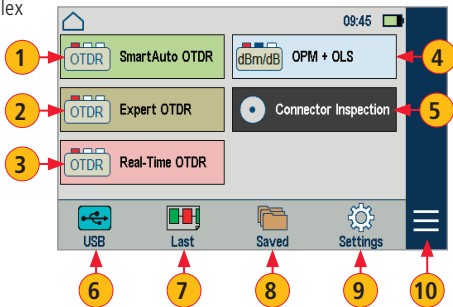 lex
09:45
1 OTDR SmartAuto OTDR dBm/dB OPM + OLS 4
2 OTDR Expert OTDR Connector Inspection 5
3 OTDR Real-Time OTDR
USB Last Saved Settings
6 7 8 9 10